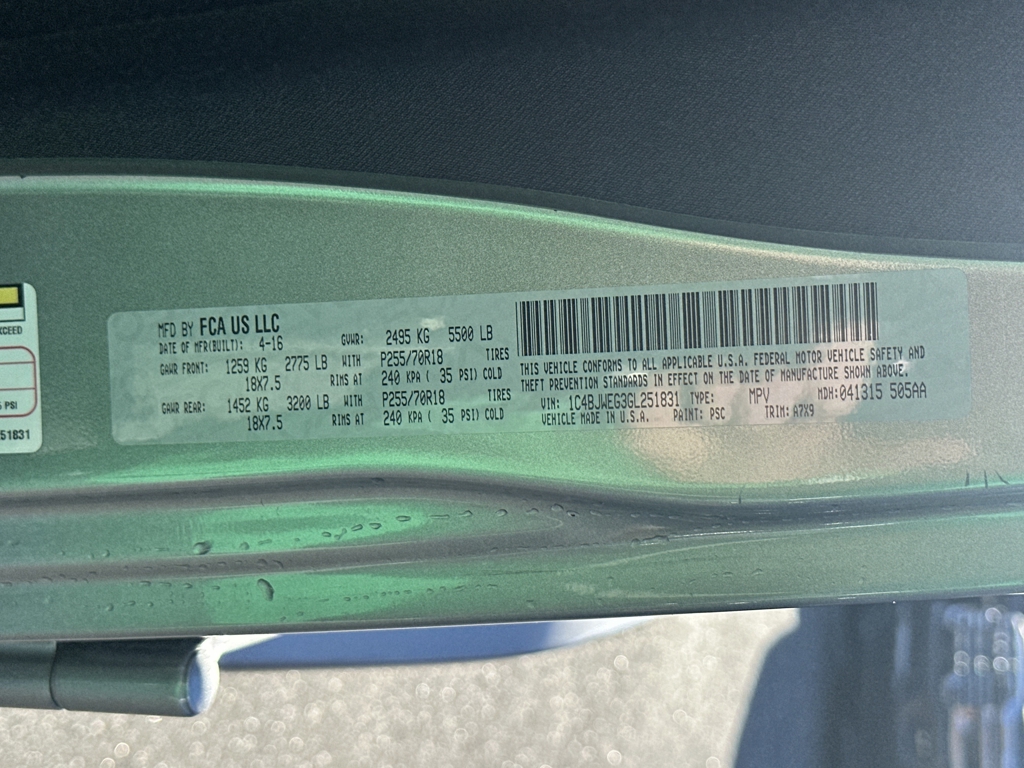 EXCEED
PSI
51831
MFD BY FCA US LLC
DATE OF MFR(BUILT): 4-16 GVWR: 2495 KG 5500 LB
GAWR FRONT: 1259 KG 2775 LB WITH P255/70R18 TIRES
18X7.5 RIMS AT 240 KPA ( 35 PSI) COLD
GAWR REAR: 1452 KG 3200 LB WITH P255/70R18 TIRES
18X7.5 RIMS AT 240 KPA ( 35 PSI) COLD
THIS VEHICLE CONFORMS TO ALL APPLICABLE U.S.A. FEDERAL MOTOR VEHICLE SAFETY AND
THEFT PREVENTION STANDARDS IN EFFECT ON THE DATE OF MANUFACTURE SHOWN ABOVE.
VIN: 1C4BJWEG3GL251831 TYPE: MPV MDH:041315 505AA
VEHICLE MADE IN U.S.A. PAINT: PSC TRIM: A7X9